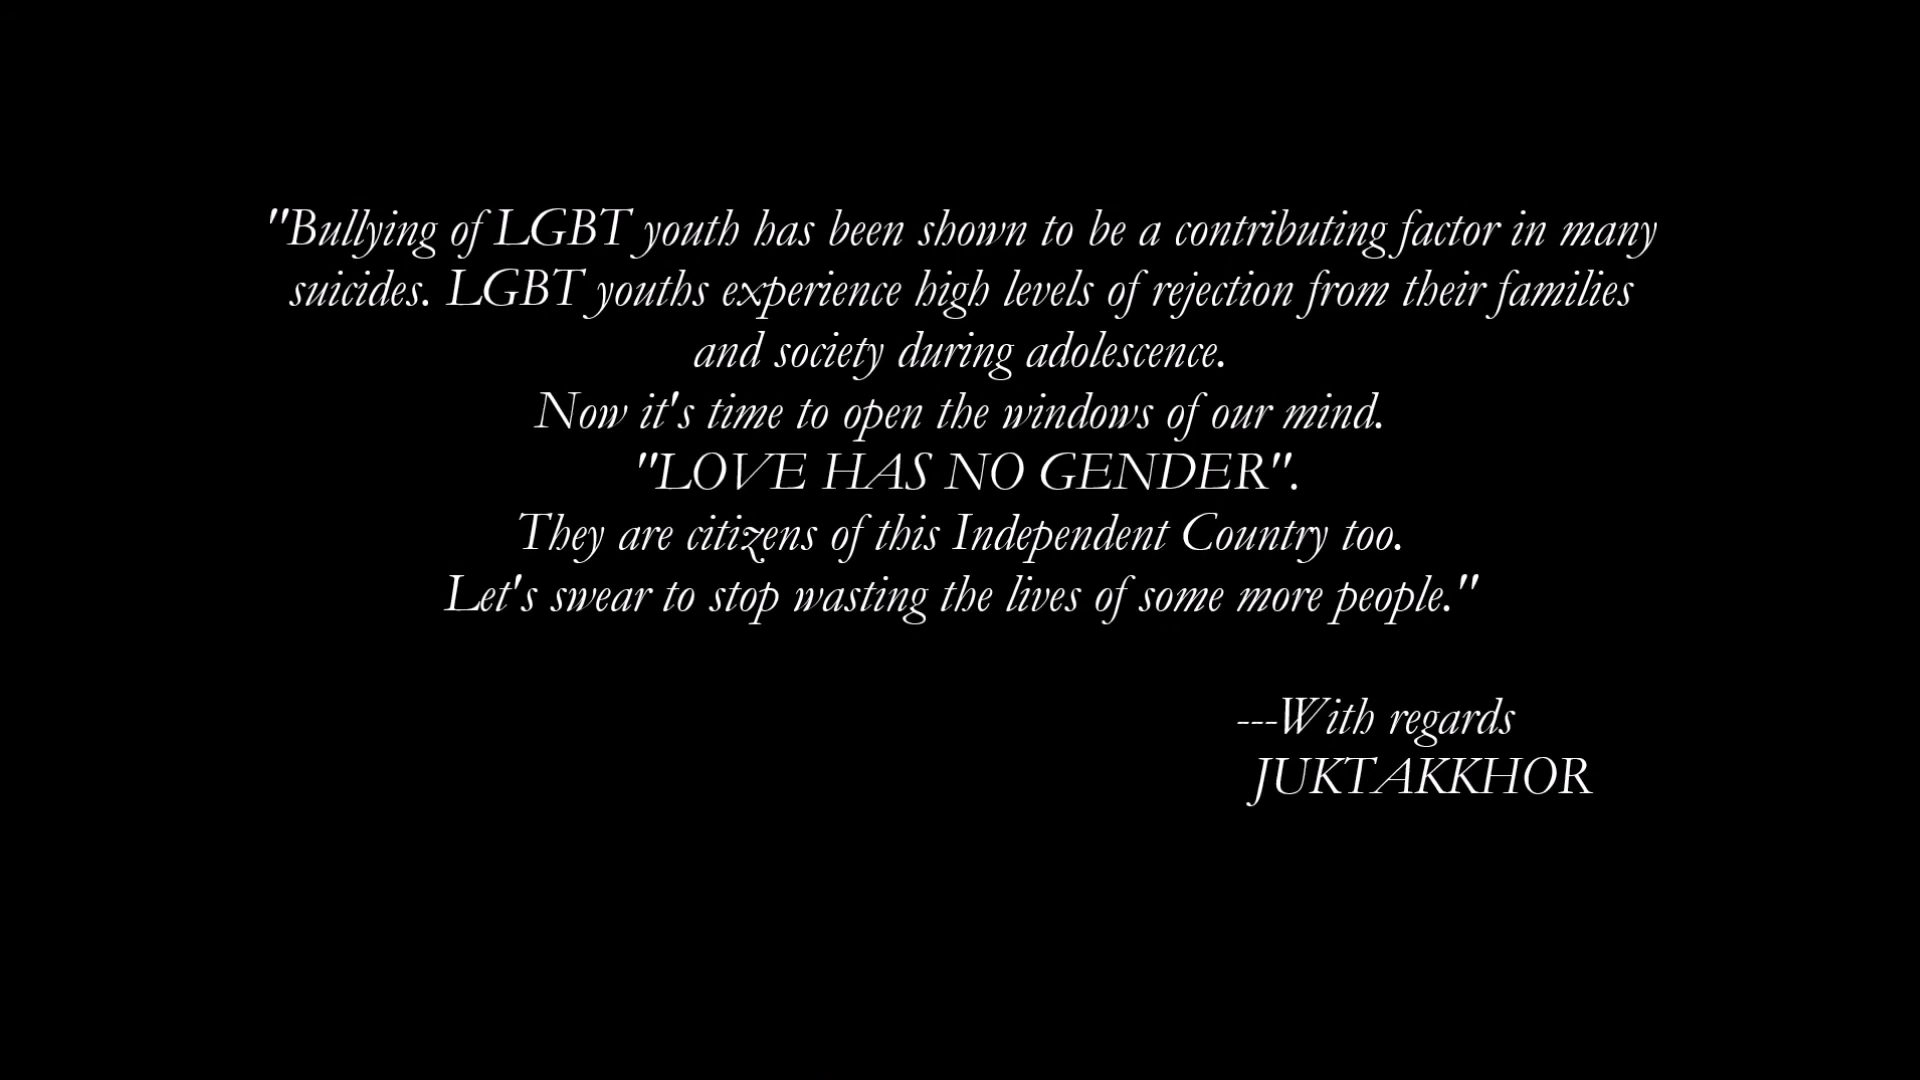 "Bullying of LGBT youth has been shown to be a contributing factor in many
suicides. LGBT youths experience high levels of rejection from their families
and society during adolescence.
Now it's time to open the windows of our mind.
"LOVE HAS NO GENDER".
They are citizens of this Independent Country too.
Let's swear to stop wasting the lives of some more people."
---With regards
JUKTAKKHOR